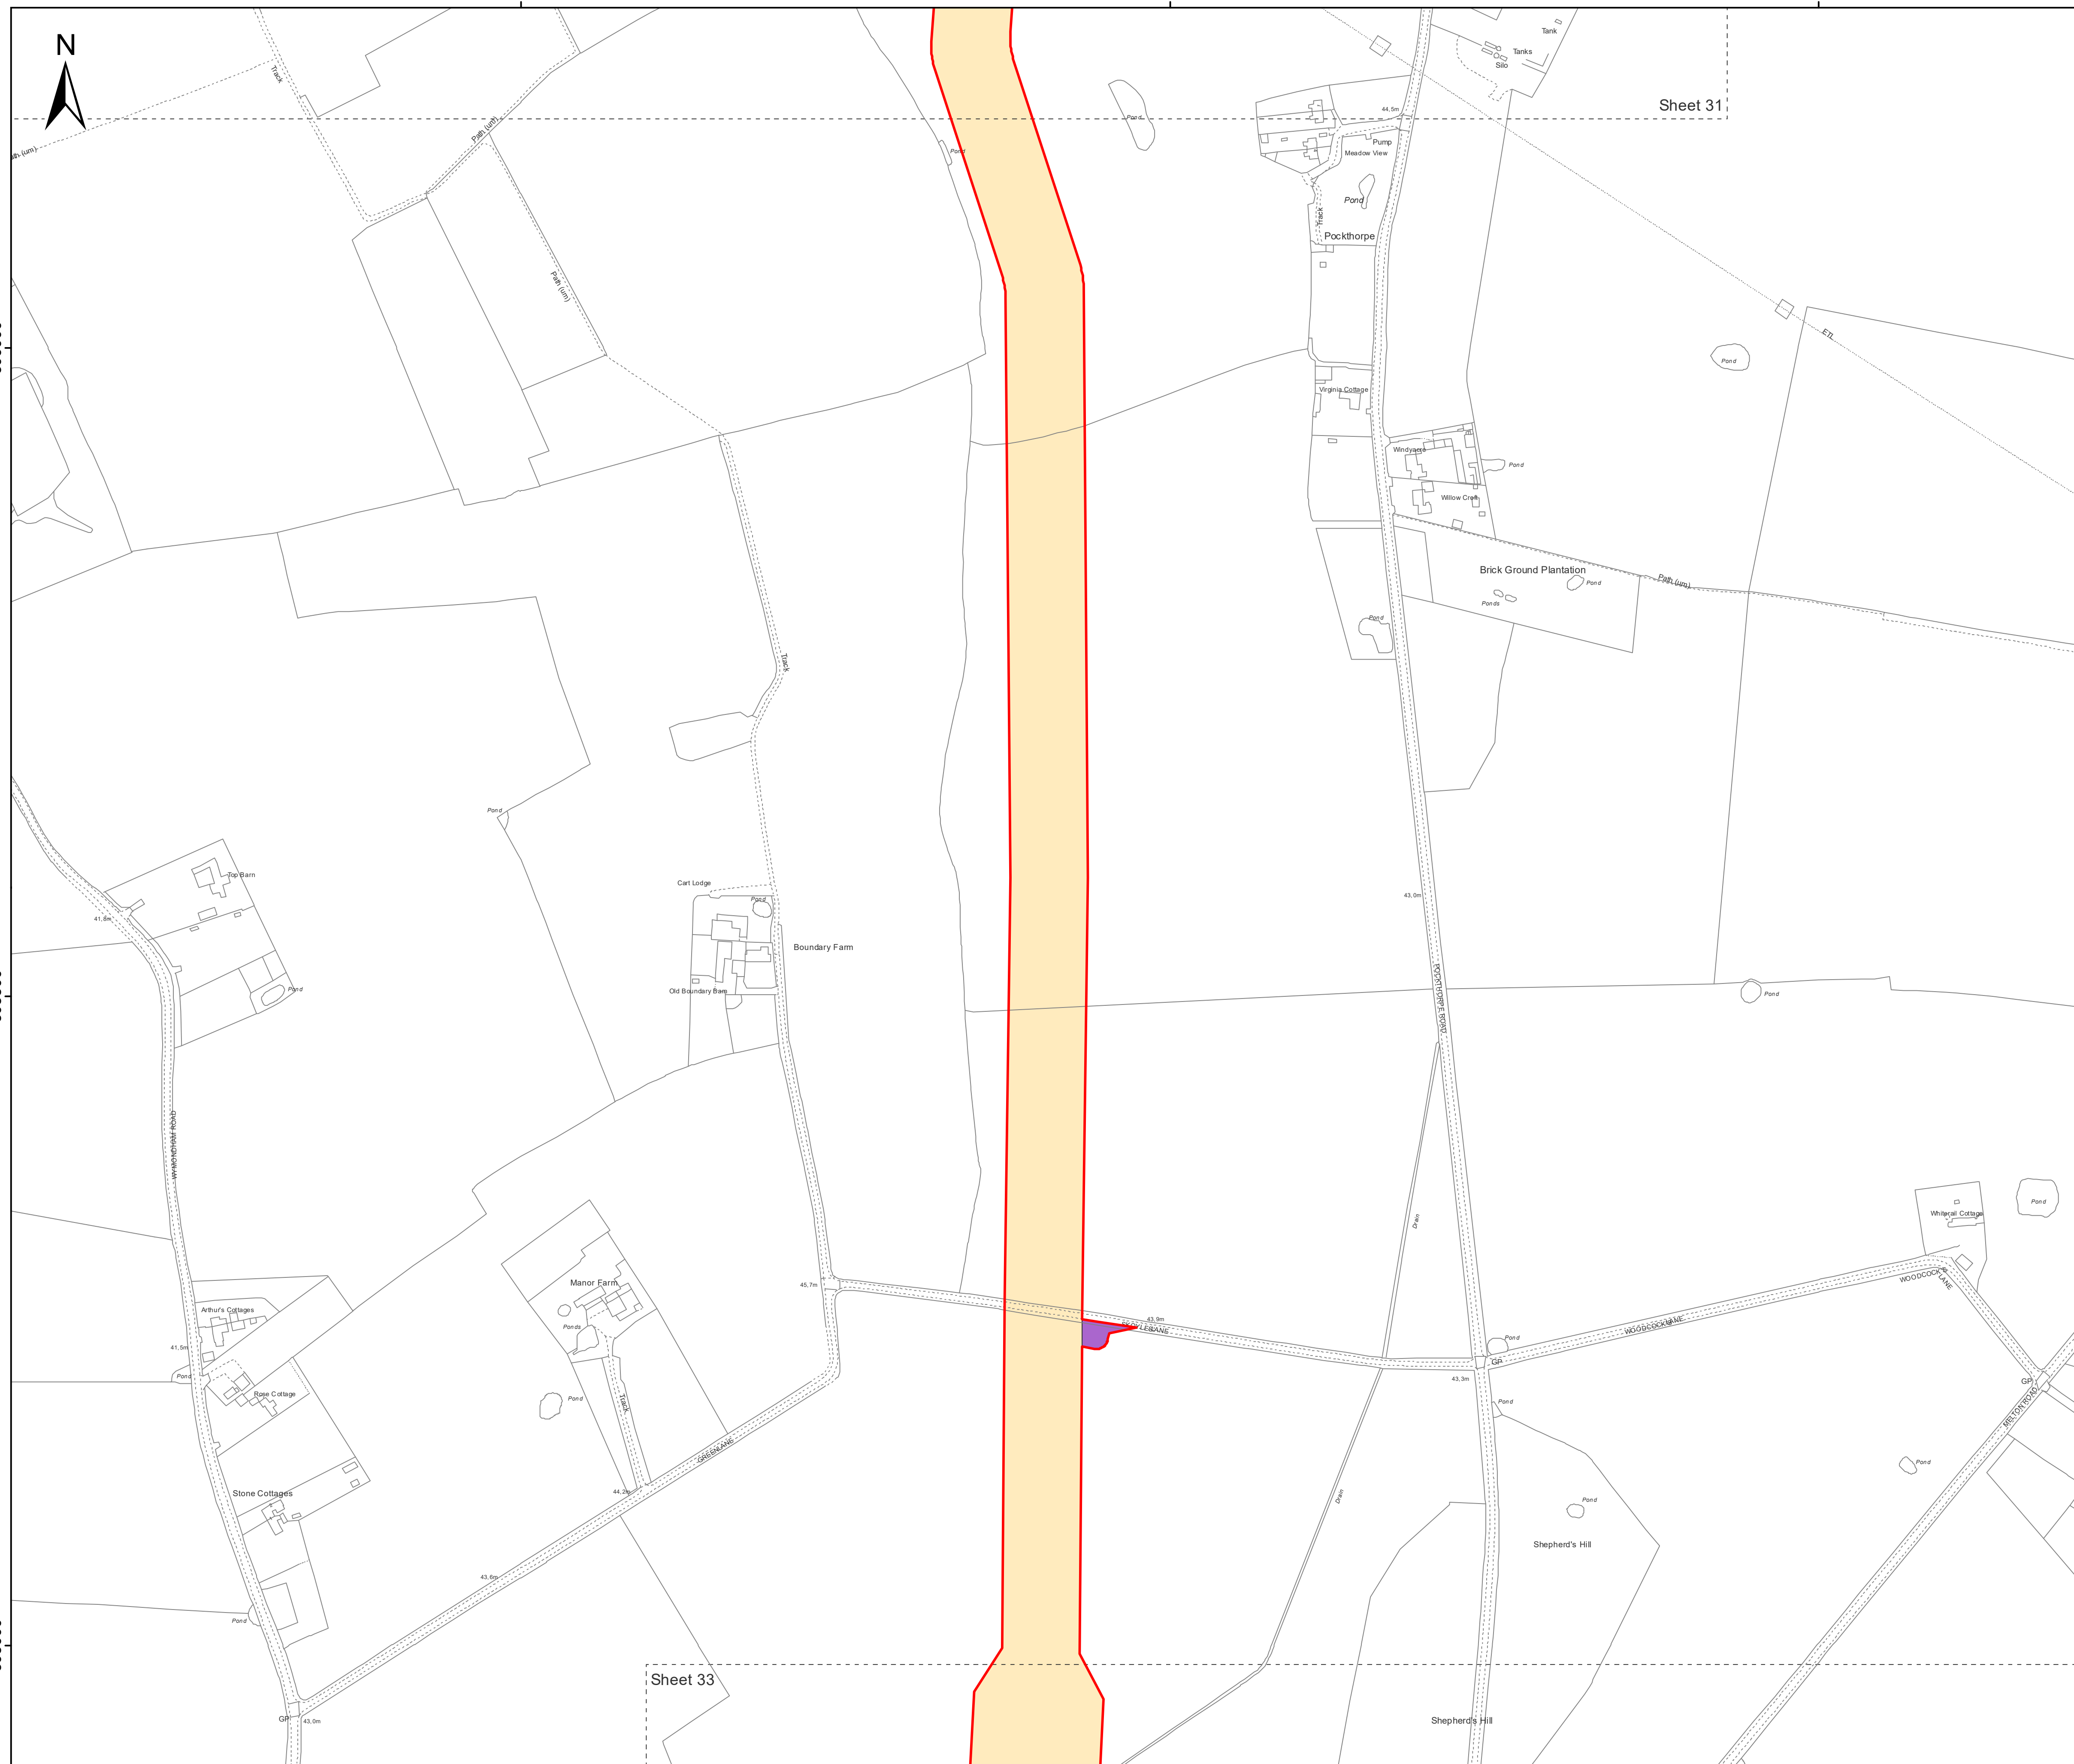 N
Track
Tank
Tanks
Silo
Sheet 31
44.5m
Pond
Path (um)
Pond
Pump
Meadow View
Pond
Track
Pockthorpe
Path (um)
ETL
Pond
Virginia Cottage
Windyacre
Pond
Willow Croft
Brick Ground Plantation
Pond
Path (um)
Ponds
Pond
Track
Pond
Top Barn
41.8m
Cart Lodge
Pond
43.0m
Boundary Farm
Pond
Old Boundary Barn
Pond
POCKTHORPE ROAD
WYMONDHAM ROAD
Drain
Whiterail Cottage
Pond
Manor Farm
45.7m
WOODCOCK'S
LANE
Arthur's Cottages
Ponds
43.9m
WOODCOCK LANE
41.5m
Pond
GP
Pond
43.3m
GP
Rose Cottage
Pond
Track
Pond
MELTON ROAD
GREEN LANE
Pond
44.2m
Stone Cottages
Drain
Pond
Shepherd's Hill
43.6m
Pond
Sheet 33
GP
43.0m
Shepherd's Hill